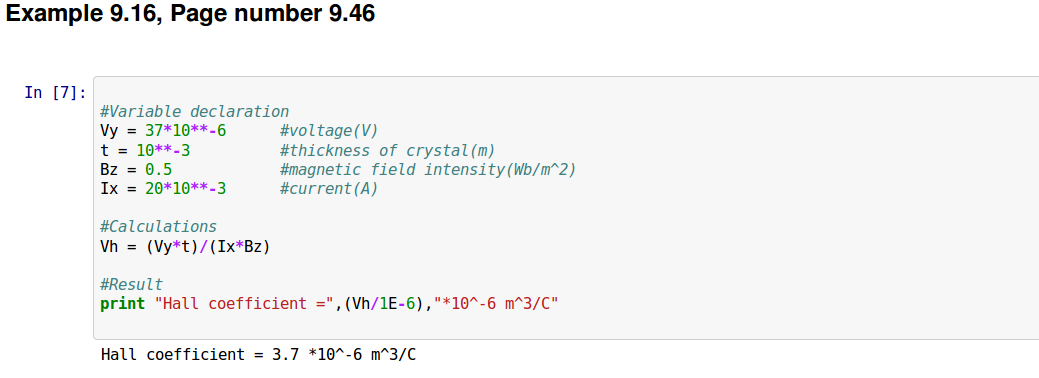 Example 9.16, Page number 9.46
In [7]:
#Variable declaration
Vy = 37*10**-6      #voltage(V)
t = 10**-3          #thickness of crystal(m)
Bz = 0.5            #magnetic field intensity(Wb/m^2)
Ix = 20*10**-3      #current(A)
#Calculations
Vh = (Vy*t)/(Ix*Bz)
#Result
print "Hall coefficient =",(Vh/1E-6),"*10^-6 m^3/C"
Hall coefficient = 3.7 *10^-6 m^3/C